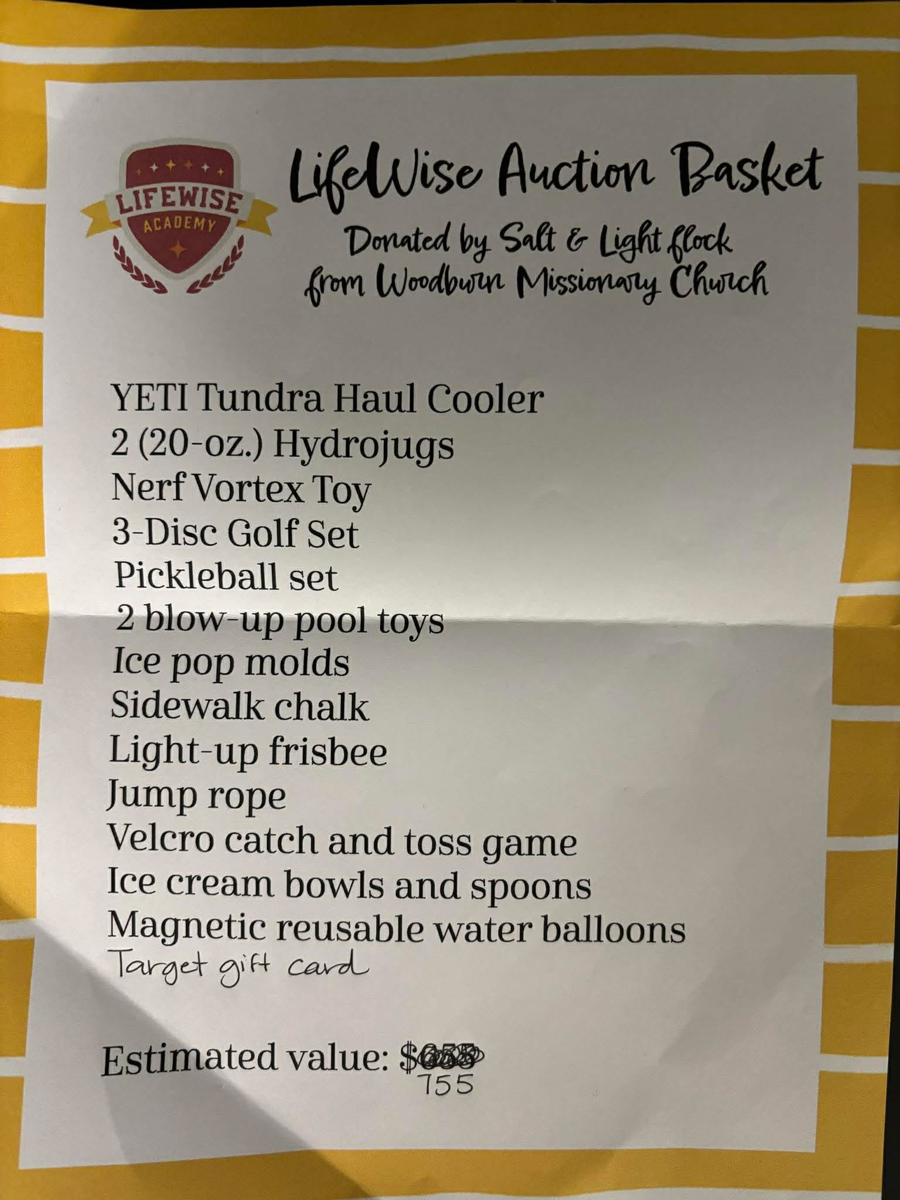 LIFEWISE
ACADEMY
LifeWise Auction Basket
Donated by Salt & Light flock
from Woodburn Missionary Church
YETI Tundra Haul Cooler
2 (20-oz.) Hydrojugs
Nerf Vortex Toy
3-Disc Golf Set
Pickleball set
2 blow-up pool toys
Ice pop molds
Sidewalk chalk
Light-up frisbee
Jump rope
Velcro catch and toss game
Ice cream bowls and spoons
Magnetic reusable water balloons
Target gift card
Estimated value: $
755